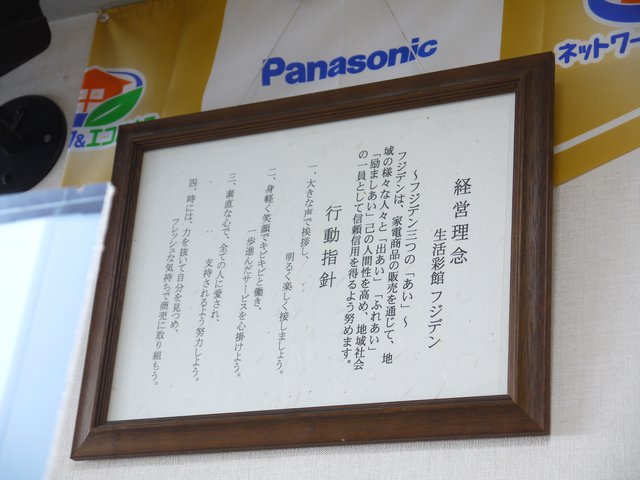 Panasonic
ネットワー
経営理念
生活彩館 フジデン
～フジデン三つの「あい」～
フジデンは、家電商品の販売を通じて、地
域の様々な人々と「出あい」「ふれあい」
「励ましあい」己の人間性を高め、地域社会
の一員として信頼信用を得るよう努めます。
行動指針
一、大きな声で挨拶し、
明るく楽しく接しましょう。
二、身軽く笑顔でキビキビと働き、
一歩進んだサービスを心掛けよう。
三、素直な心で、全ての人に愛され、
支持されるよう努力しよう。
四、時には、力を抜いて自分を見つめ、
フレッシュな気持ちで商売に取り組もう。